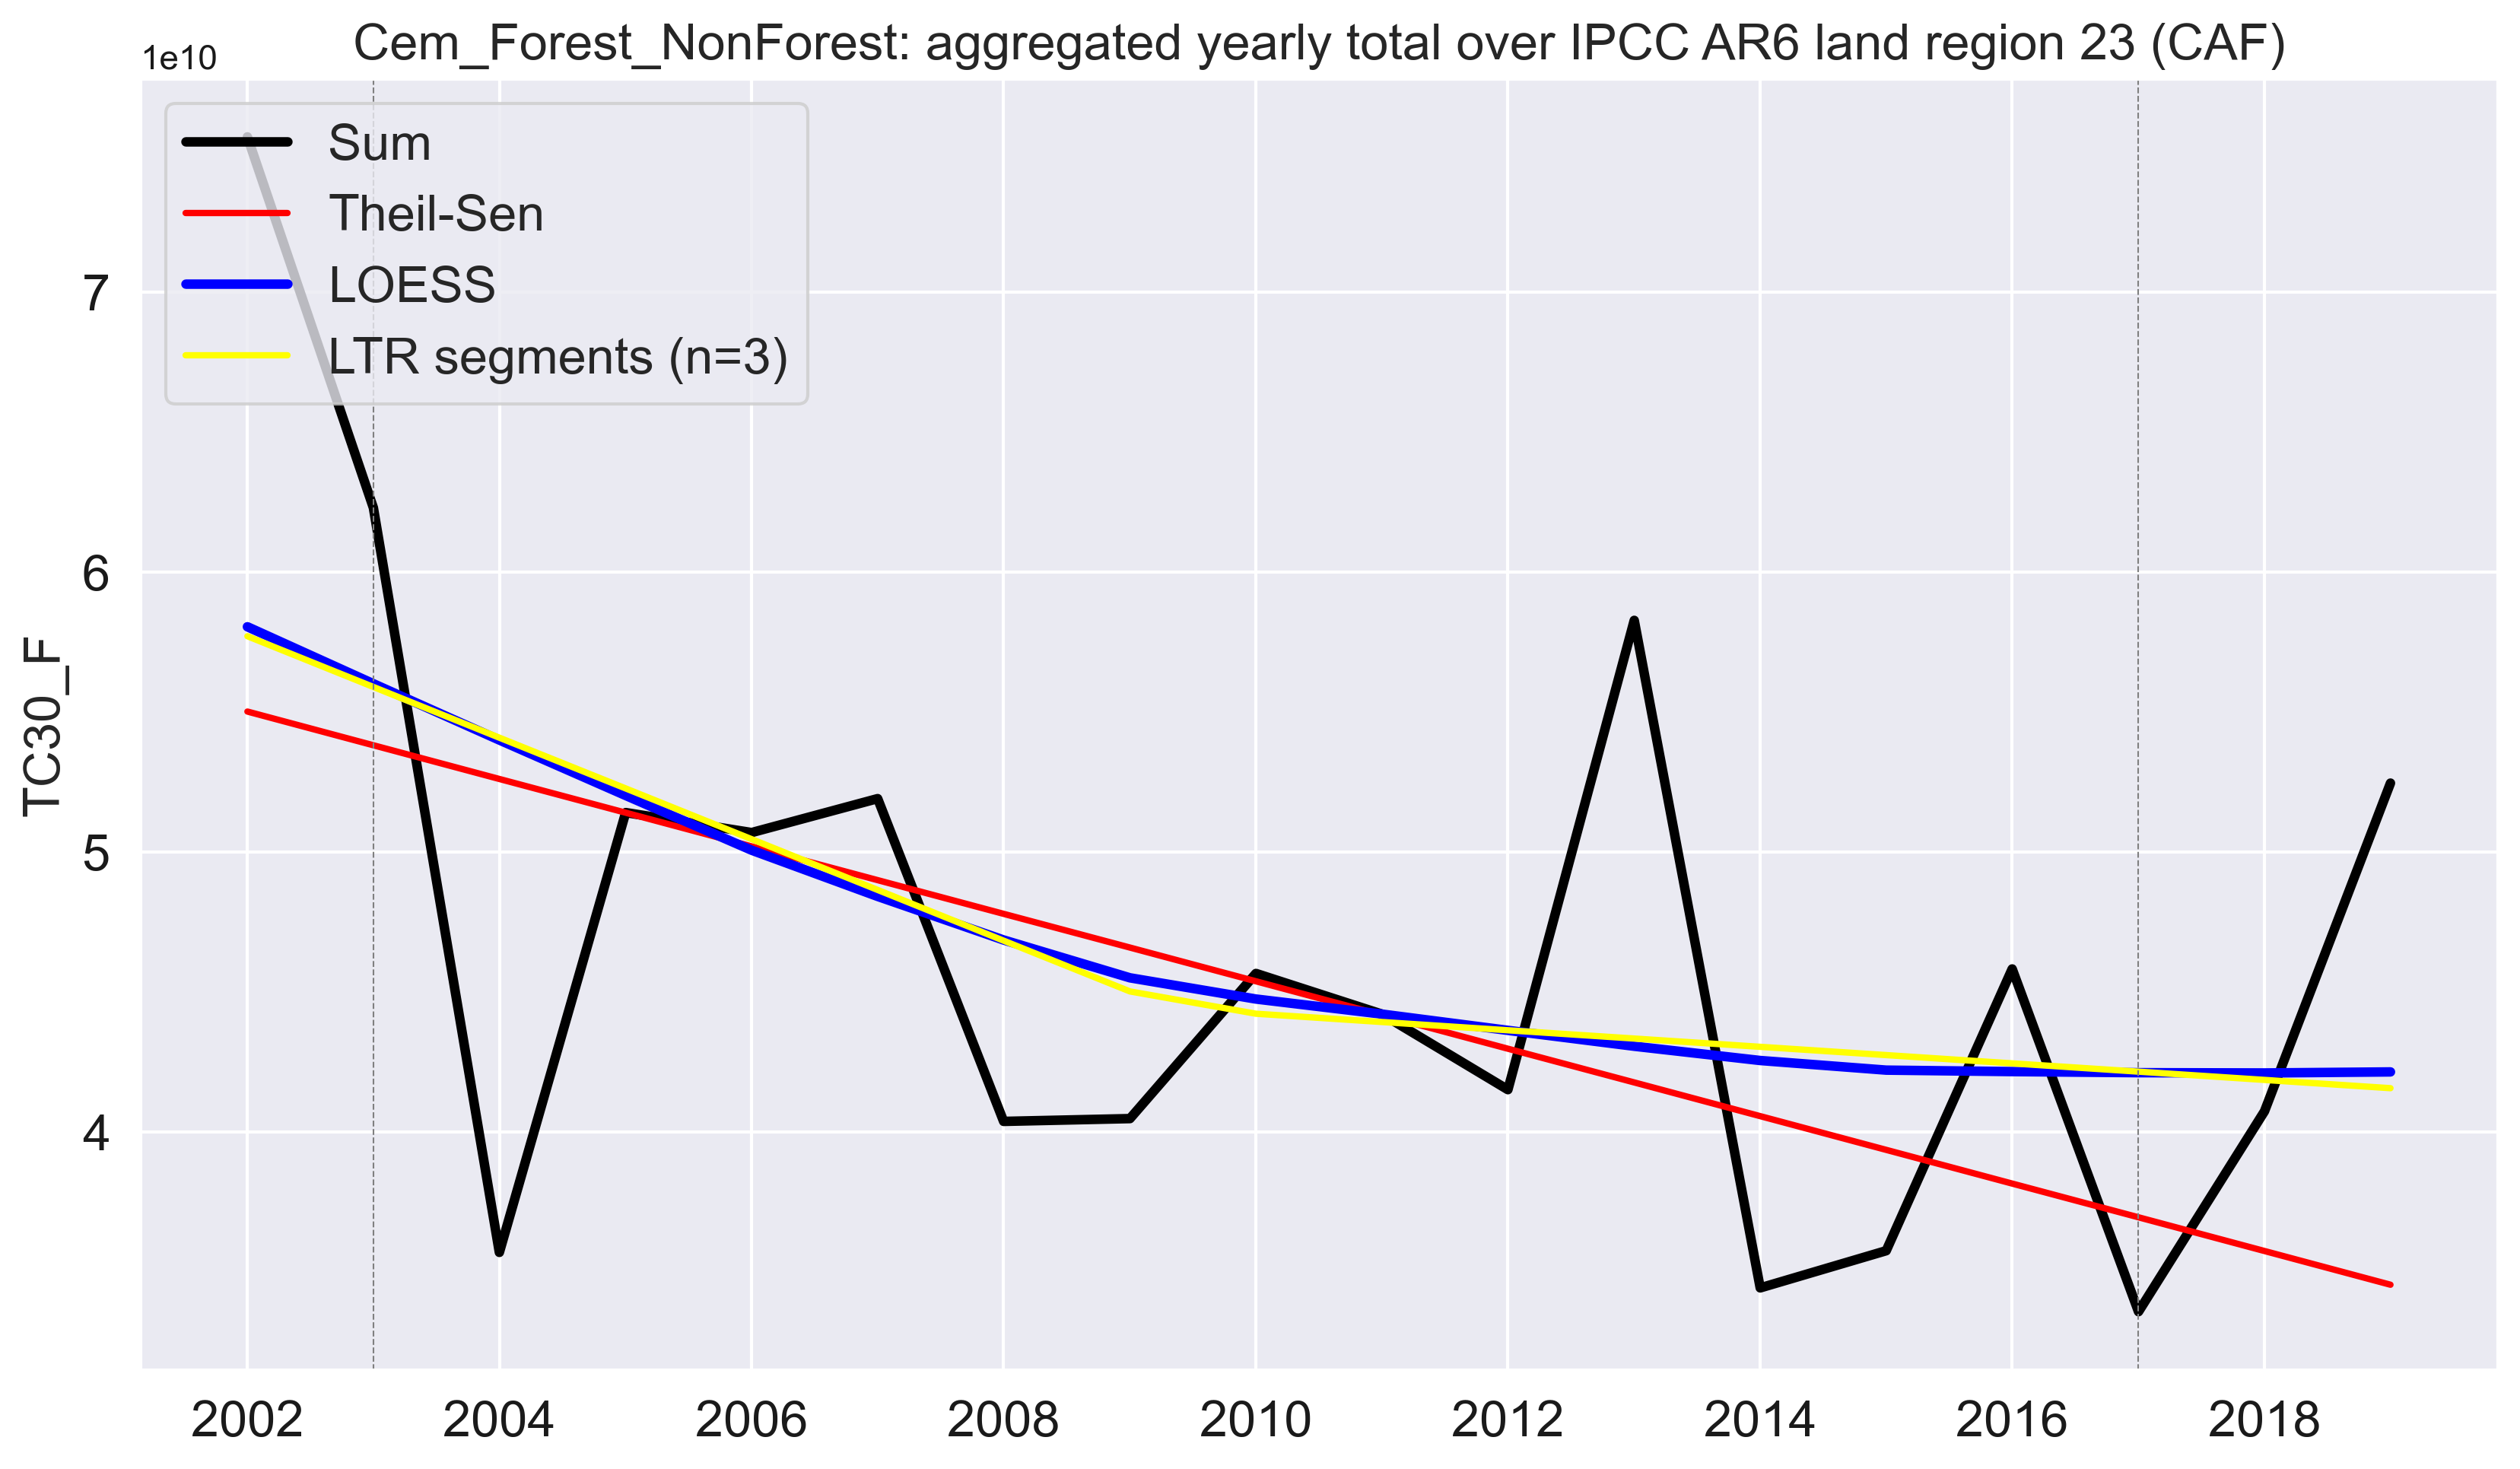 Cem_Forest_NonForest: aggregated yearly total over IPCC AR6 land region 23 (CAF)
1e10
Sum
Theil-Sen
LOESS
LTR segments (n=3)
7
6
5
4
TC30_F
2002 2004 2006 2008 2010 2012 2014 2016 2018